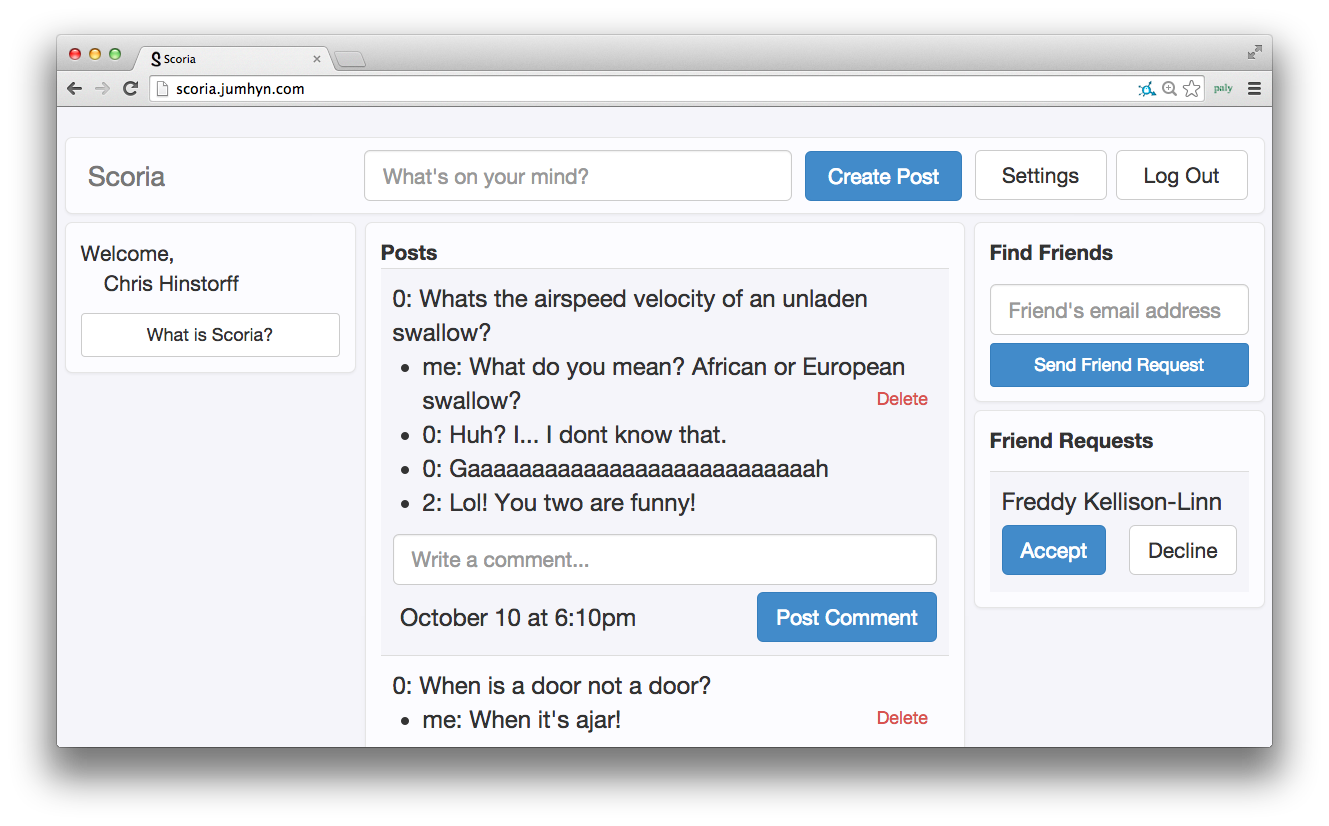 Scoria
scoria.jumhyn.com
paly
Scoria
What's on your mind?
Create Post
Settings
Log Out
Welcome,
Chris Hinstorff
What is Scoria?
Posts
0: Whats the airspeed velocity of an unladen
swallow?
• me: What do you mean? African or European
swallow?
Delete
• 0: Huh? I... I dont know that.
• 0: Gaaaaaaaaaaaaaaaaaaaaaaaaaaah
• 2: Lol! You two are funny!
Write a comment...
October 10 at 6:10pm
Post Comment
0: When is a door not a door?
• me: When it's ajar!
Delete
Find Friends
Friend's email address
Send Friend Request
Friend Requests
Freddy Kellison-Linn
Accept
Decline